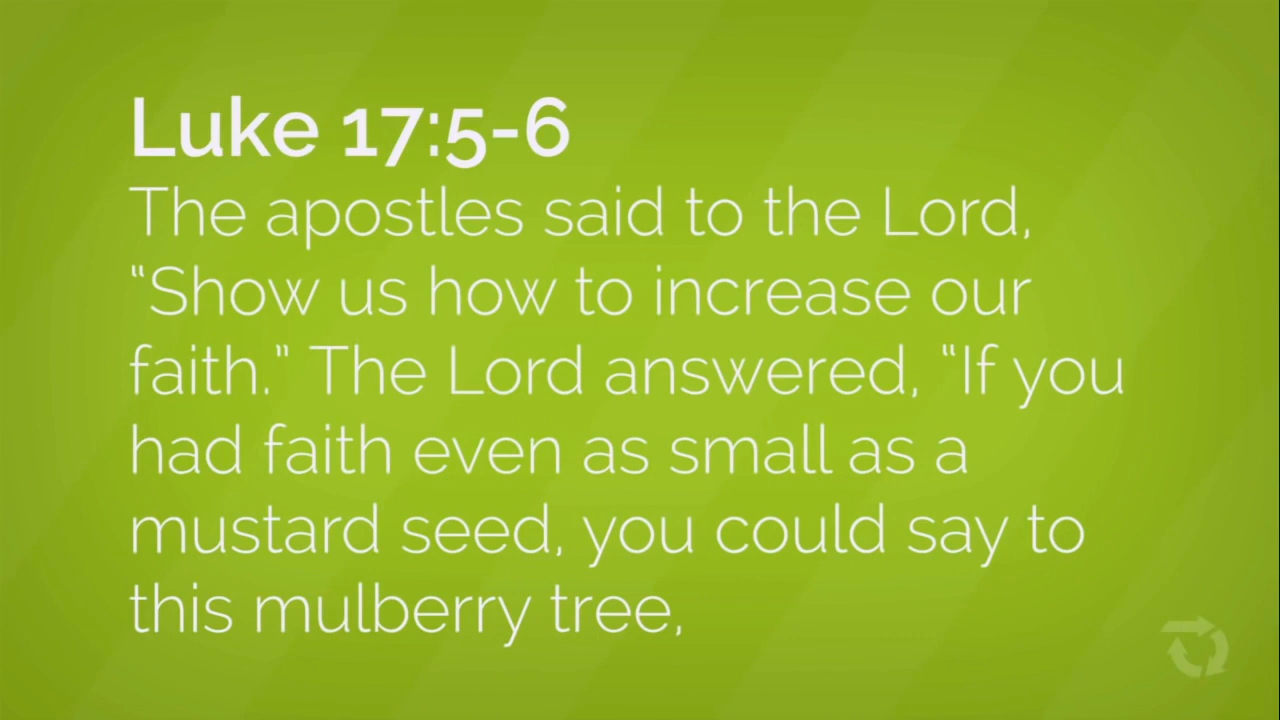 Luke 17:5-6
The apostles said to the Lord,
“Show us how to increase our
faith.” The Lord answered, “If you
had faith even as small as a
mustard seed, you could say to
this mulberry tree,